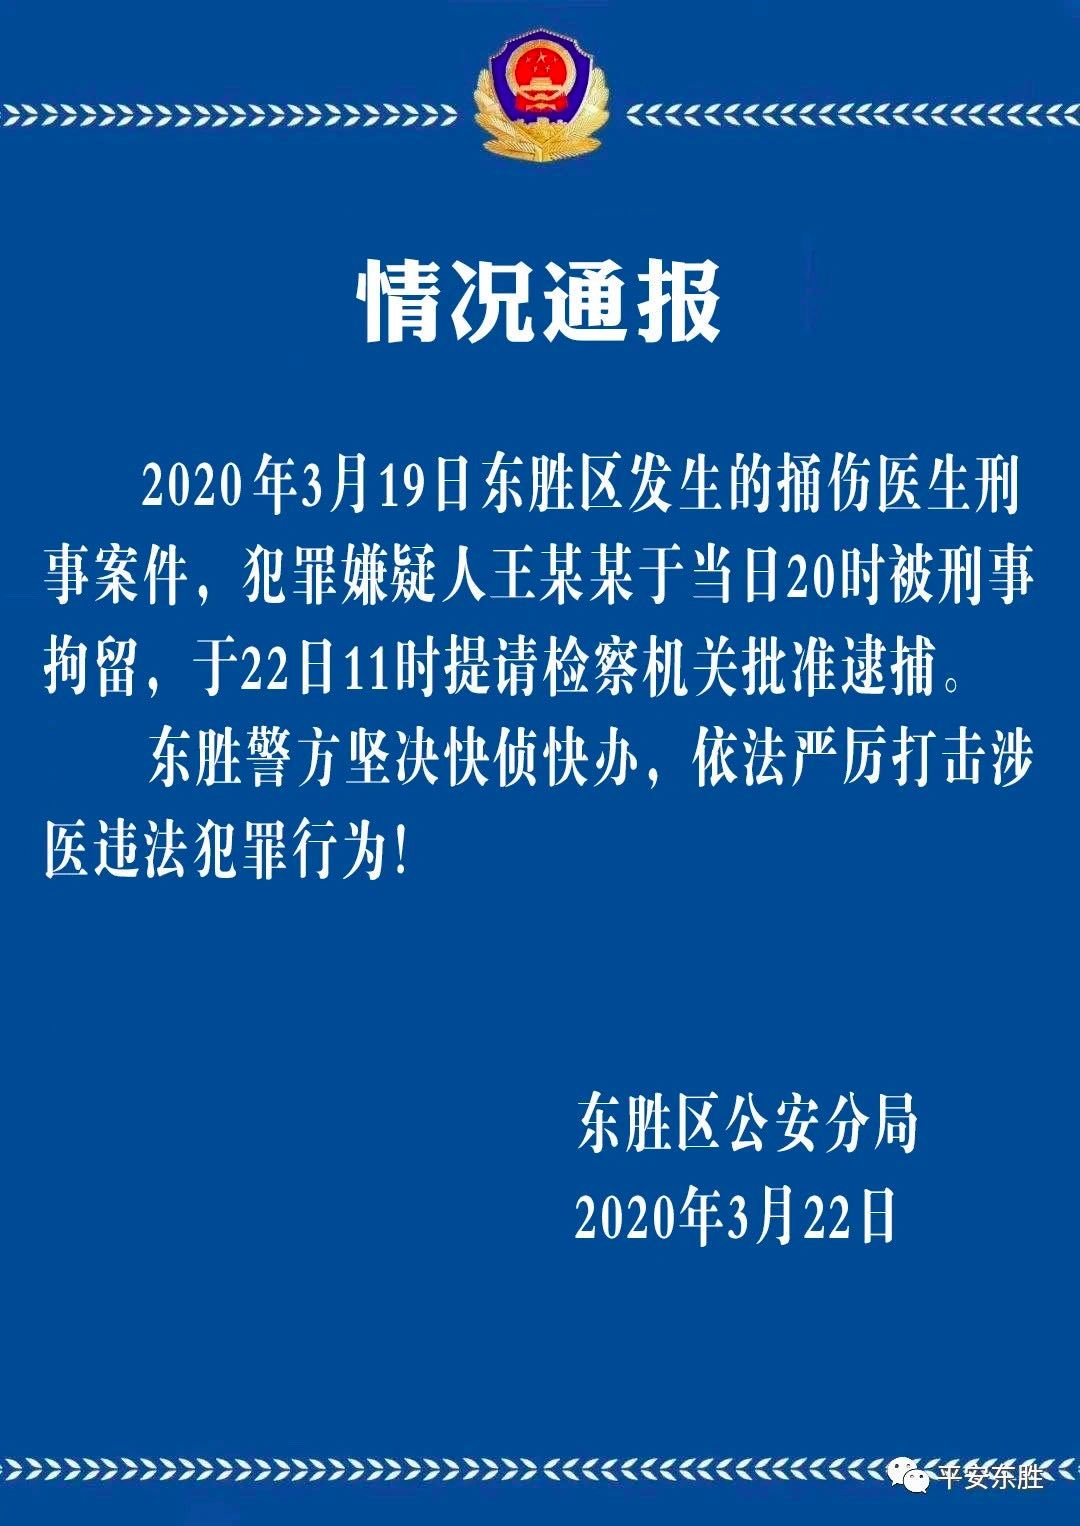 情况通报
2020年3月19日东胜区发生的捅伤医生刑
事案件，犯罪嫌疑人王某某于当日20时被刑事
拘留，于22日11时提请检察机关批准逮捕。
东胜警方坚决快侦快办，依法严厉打击涉
医违法犯罪行为！
东胜区公安分局
2020年3月22日
平安东胜